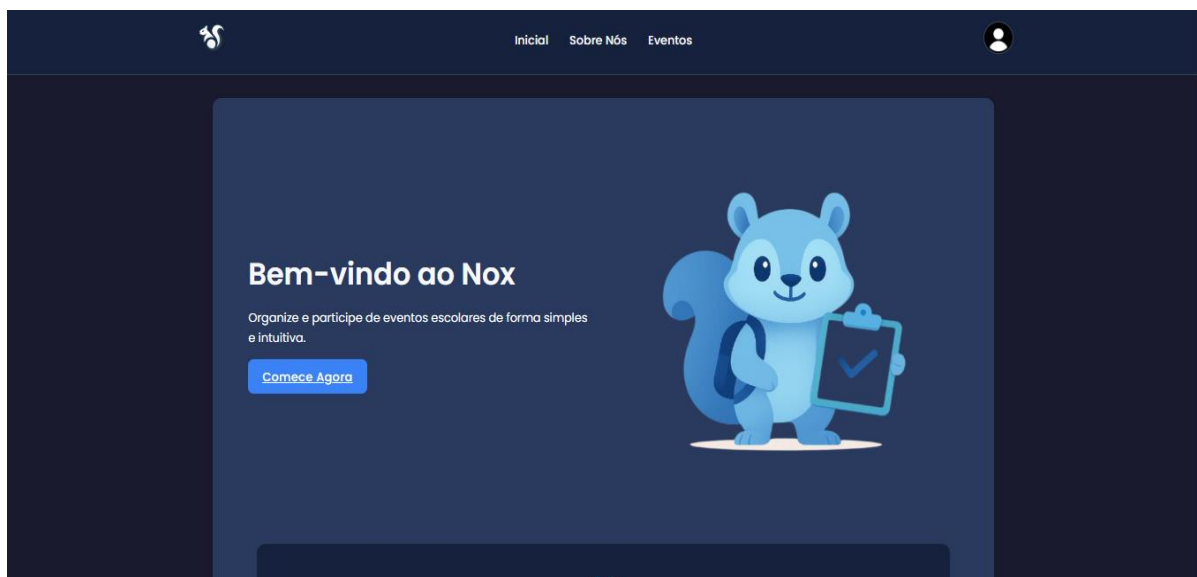 Inicial Sobre Nós Eventos
Bem-vindo ao Nox
Organize e participe de eventos escolares de forma simples
e intuitiva.
Comece Agora